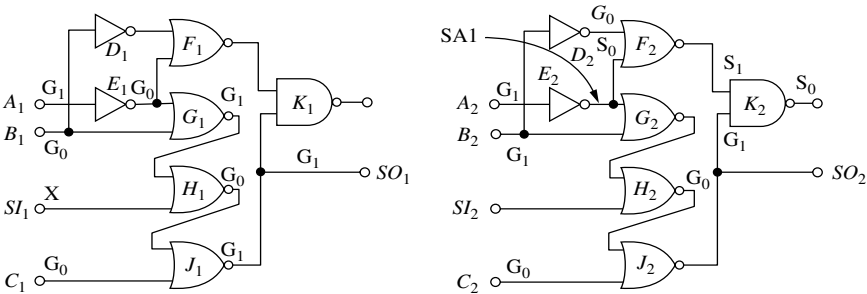 D1 F1
A1 G1 E1 G0 G1 K1
B1 G0 G1
G1 SO1
SI1 X H1 G0
C1 G0 J1 G1
SA1 G0 F2
D2 S0
A2 G1 E2 S1 K2 S0
B2 G1 G2 G1
SI2 H2 G0 SO2
C2 G0 J2